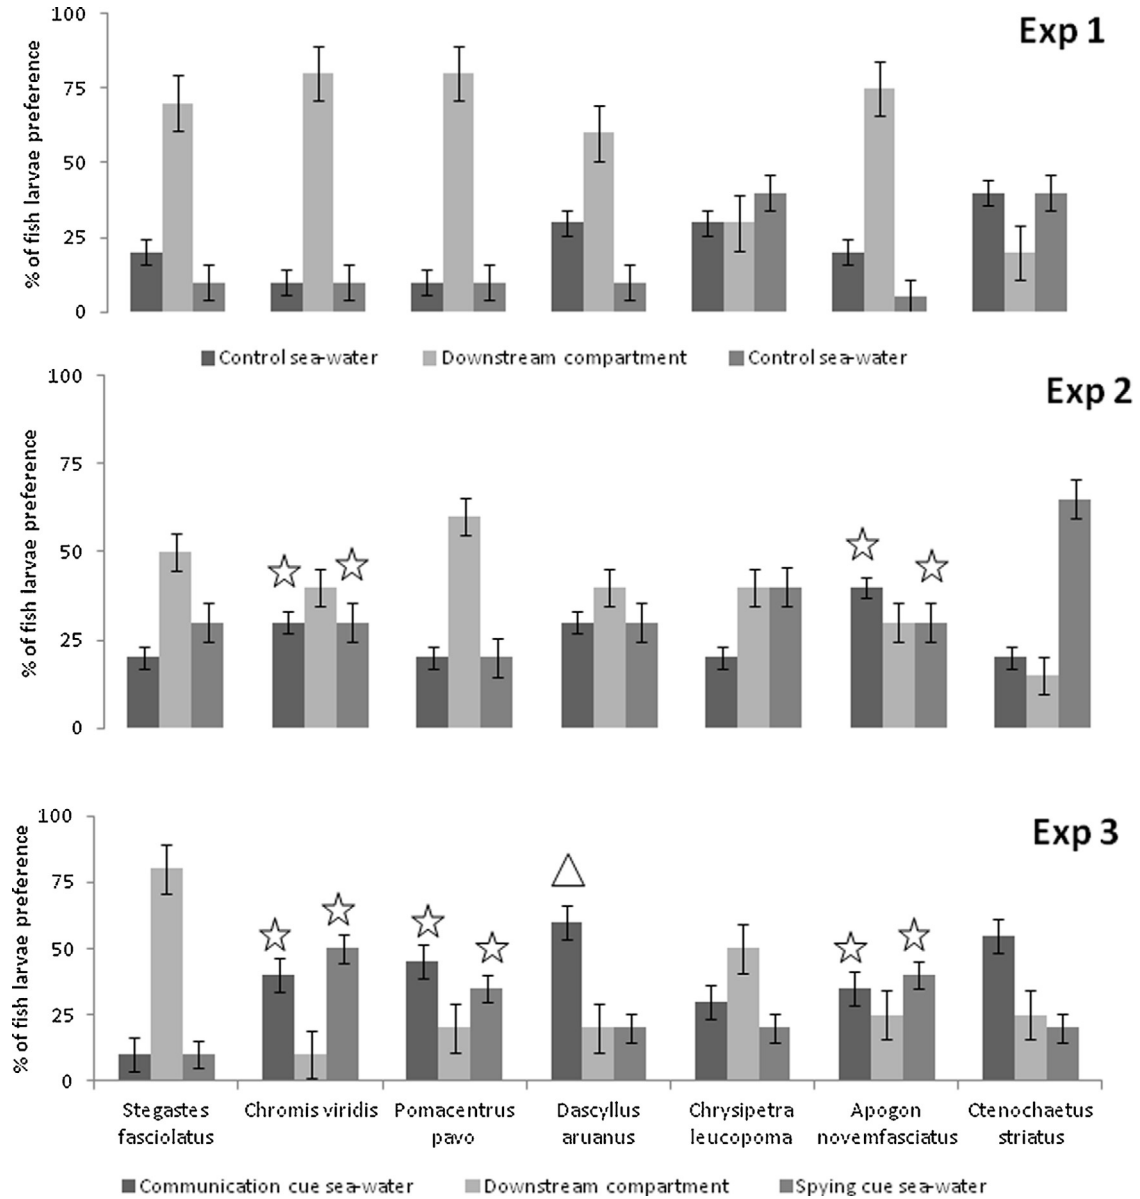 Exp 1
% of fish larvae preference
100
75
50
25
0
Control sea-water Downstream compartment Control sea-water
Exp 2
% of fish larvae preference
100
75
50
25
0
Exp 3
% of fish larvae preference
100
75
50
25
0
Stegastes fasciolatus
Chromis viridis
Pomacentrus pavo
Dascyllus aruanus
Chrysipetra leucopoma
Apogon novemfasciatus
Ctenochaetus striatus
Communication cue sea-water Downstream compartment Spying cue sea-water